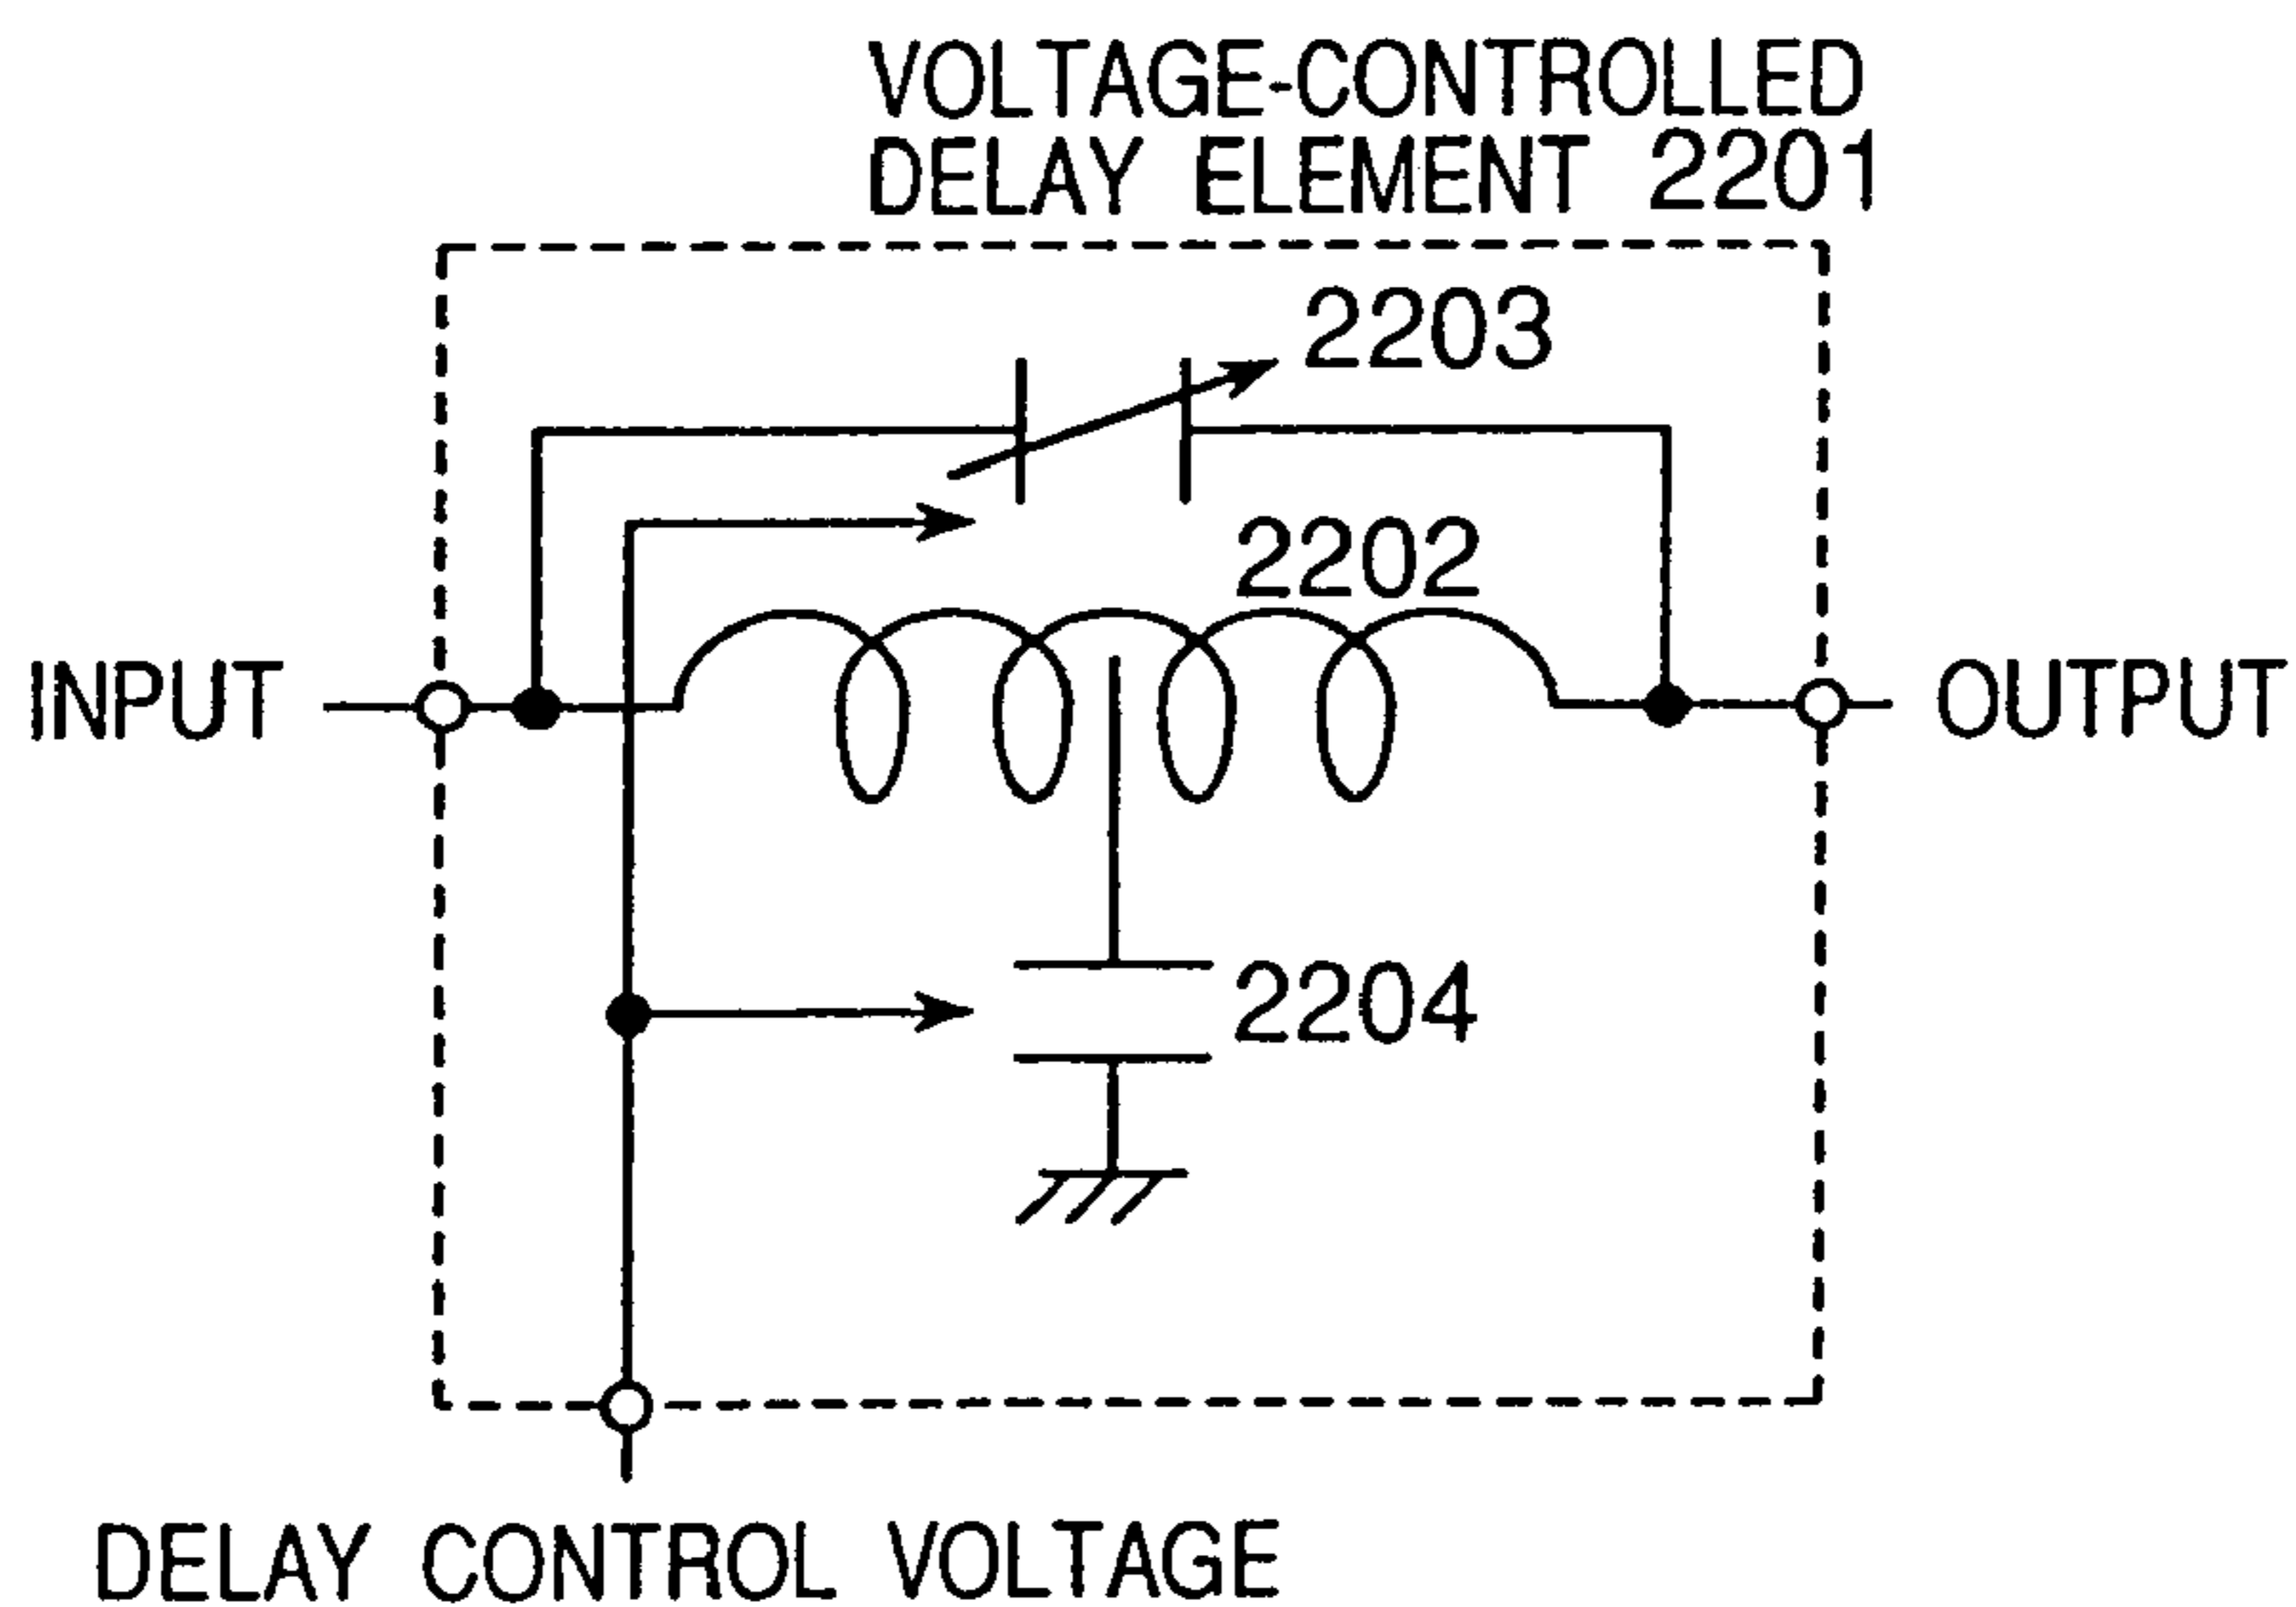 VOLTAGE-CONTROLLED
DELAY ELEMENT 2201
2203
2202
INPUT
OUTPUT
2204
DELAY CONTROL VOLTAGE